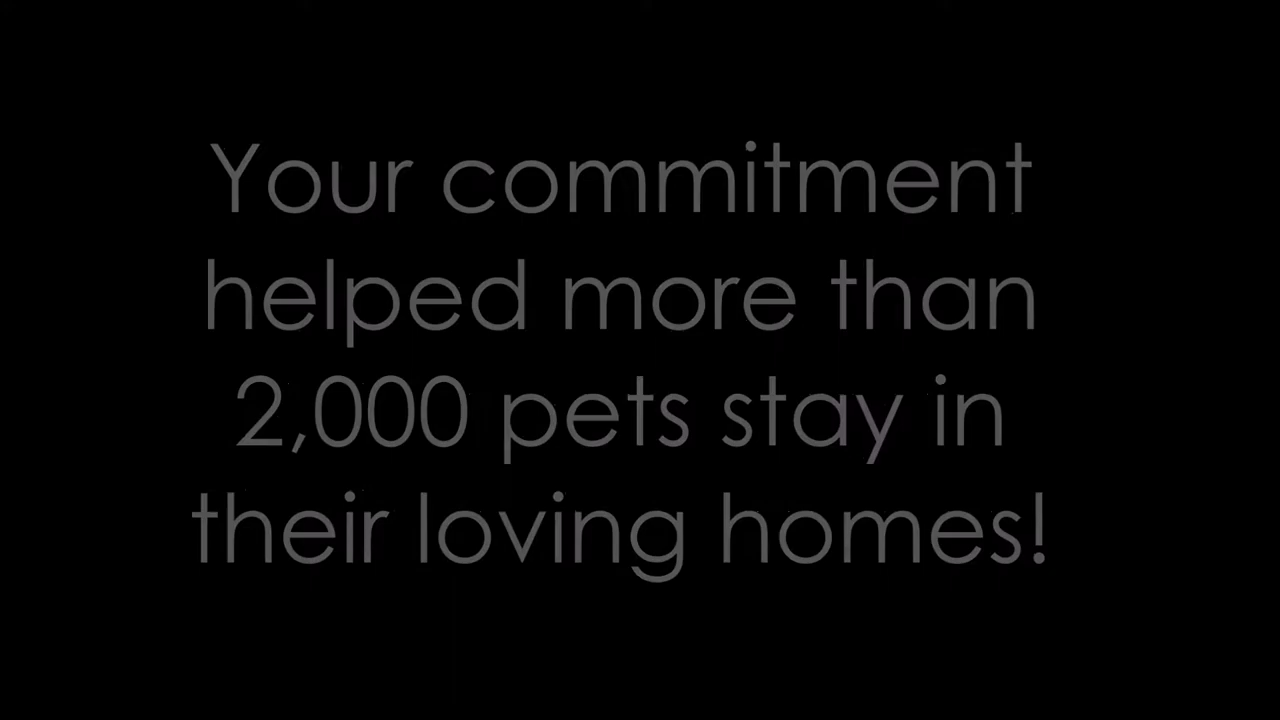 Your commitment
helped more than
2,000 pets stay in
their loving homes!